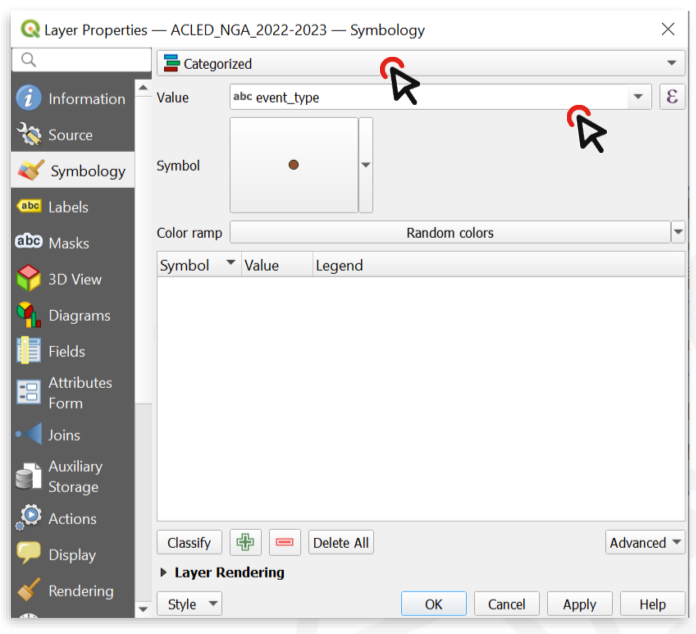 Layer Properties — ACLED_NGA_2022-2023 — Symbology
Categorized
Information
Value abc event_type ε
Source
Symbology
Symbol
abc Labels
Color ramp Random colors
abc Masks
Symbol Value Legend
3D View
Diagrams
Fields
Attributes
Form
Joins
Auxiliary
Storage
Actions
Classify Delete All Advanced
Display
Layer Rendering
Rendering
Style OK Cancel Apply Help